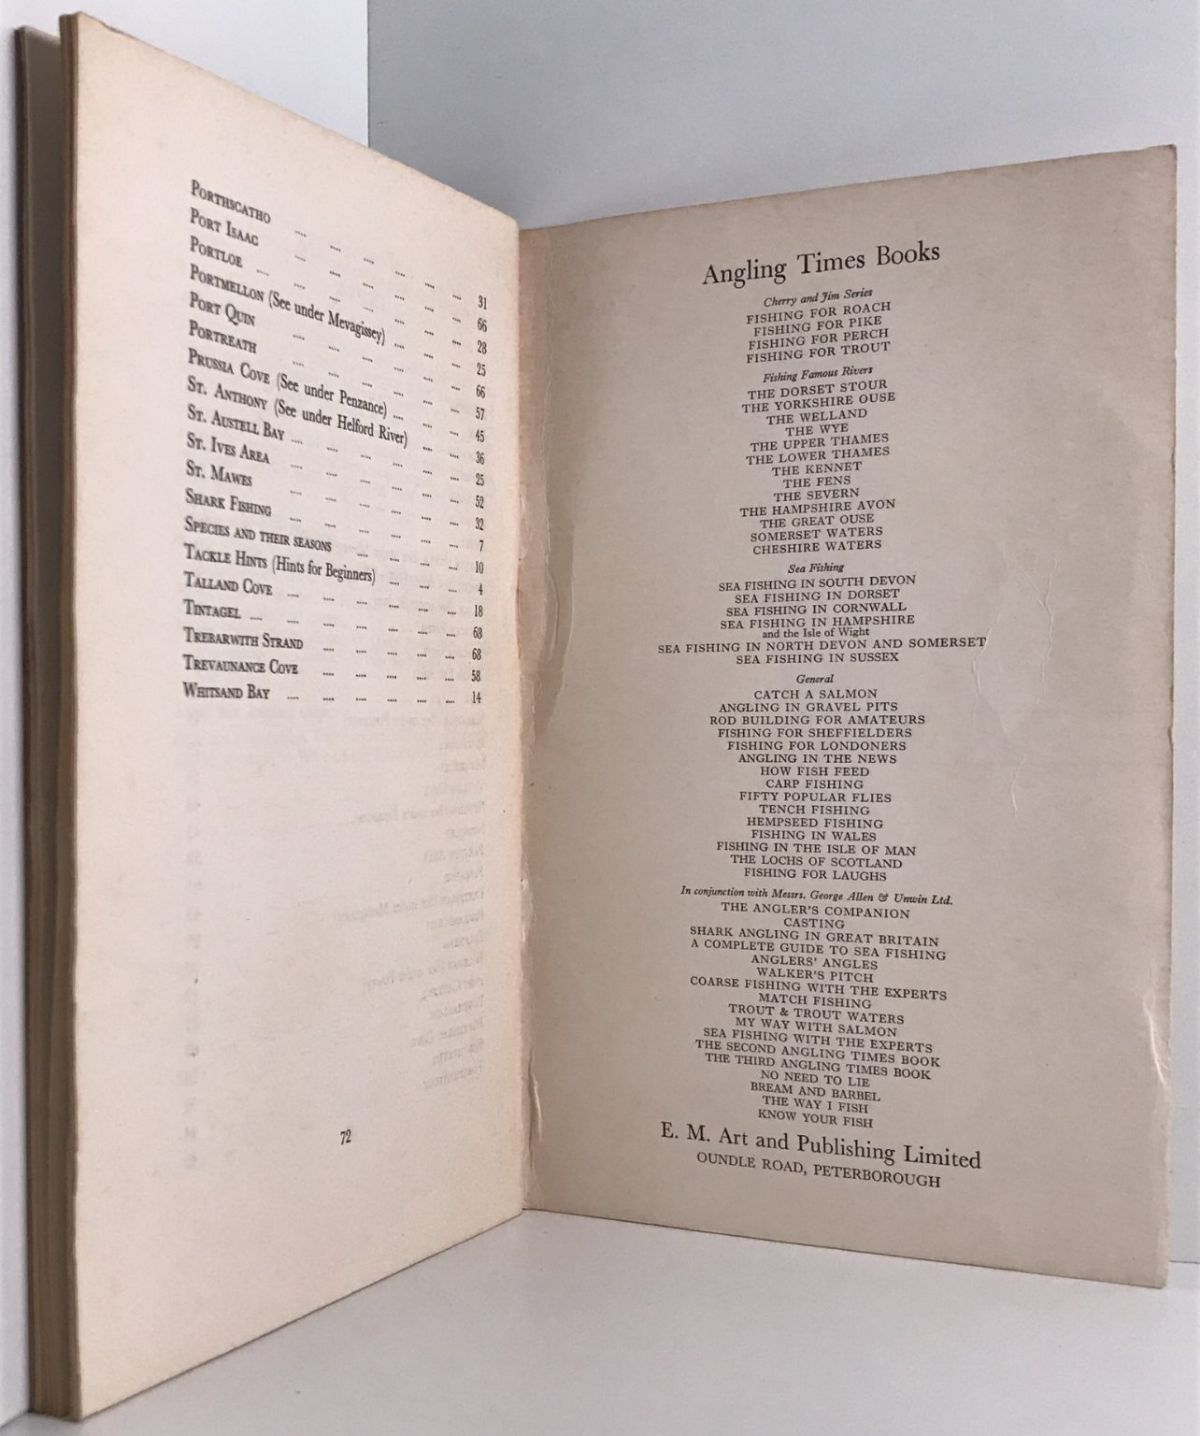 PORTHSCATHO .... .... .... .... .... 31
PORT ISAAC .... .... .... .... .... 66
PORTLOE .... .... .... .... .... .... 28
PORTMELLON (See under Mevagissey) .... .... .... 25
PORT QUIN .... .... .... .... .... 66
PORTREATH .... .... .... .... .... 57
PRUSSIA COVE (See under Penzance) .... .... .... 45
ST. ANTHONY (See under Helford River) .... .... 36
ST. AUSTELL BAY .... .... .... .... .... .... 25
ST. IVES AREA .... .... .... .... .... .... 52
ST. MAWES .... .... .... .... .... .... 32
SHARK FISHING .... .... .... .... .... .... 7
SPECIES AND THEIR SEASONS .... .... .... .... 10
TACKLE HINTS (Hints for Beginners) .... .... .... 4
TALLAND COVE .... .... .... .... .... .... 18
TINTAGEL .... .... .... .... .... .... .... 68
TREBARWITH STRAND .... .... .... .... .... 68
TREVAUNANCE COVE .... .... .... .... .... 58
WHITSAND BAY .... .... .... .... .... .... 14
72
Angling Times Books
Cherry and Jim Series
FISHING FOR ROACH
FISHING FOR PIKE
FISHING FOR PERCH
FISHING FOR TROUT
Fishing Famous Rivers
THE DORSET STOUR
THE YORKSHIRE OUSE
THE WELLAND
THE WYE
THE UPPER THAMES
THE LOWER THAMES
THE KENNET
THE FENS
THE SEVERN
THE HAMPSHIRE AVON
THE GREAT OUSE
SOMERSET WATERS
CHESHIRE WATERS
Sea Fishing
SEA FISHING IN SOUTH DEVON
SEA FISHING IN DORSET
SEA FISHING IN CORNWALL
SEA FISHING IN HAMPSHIRE
and the Isle of Wight
SEA FISHING IN NORTH DEVON AND SOMERSET
SEA FISHING IN SUSSEX
General
CATCH A SALMON
ANGLING IN GRAVEL PITS
ROD BUILDING FOR AMATEURS
FISHING FOR SHEFFIELDERS
FISHING FOR LONDONERS
ANGLING IN THE NEWS
HOW FISH FEED
CARP FISHING
FIFTY POPULAR FLIES
TENCH FISHING
HEMPSEED FISHING
FISHING IN WALES
FISHING IN THE ISLE OF MAN
THE LOCHS OF SCOTLAND
FISHING FOR LAUGHS
In conjunction with Messrs. George Allen & Unwin Ltd.
THE ANGLER'S COMPANION
CASTING
SHARK ANGLING IN GREAT BRITAIN
A COMPLETE GUIDE TO SEA FISHING
ANGLERS' ANGLES
WALKER'S PITCH
COARSE FISHING WITH THE EXPERTS
MATCH FISHING
TROUT & TROUT WATERS
MY WAY WITH SALMON
SEA FISHING WITH THE EXPERTS
THE SECOND ANGLING TIMES BOOK
THE THIRD ANGLING TIMES BOOK
NO NEED TO LIE
BREAM AND BARBEL
THE WAY I FISH
KNOW YOUR FISH
E. M. Art and Publishing Limited
OUNDLE ROAD, PETERBOROUGH